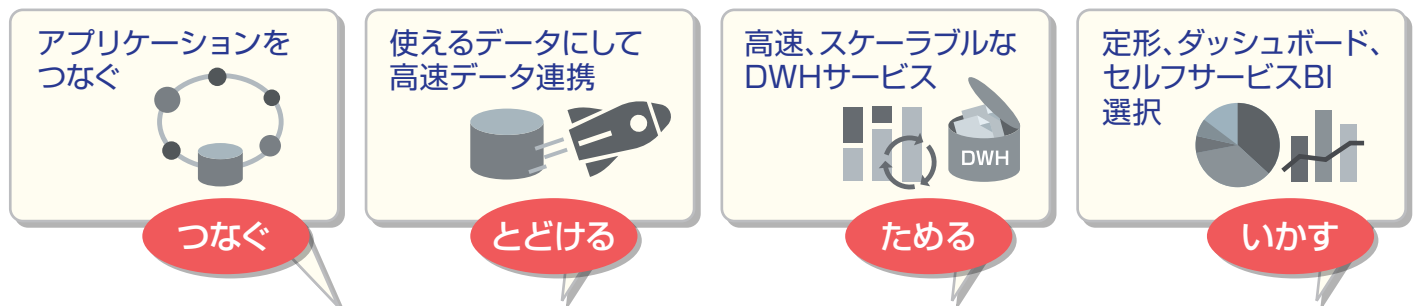 アプリケーションを
つなぐ
つなぐ
使えるデータにして
高速データ連携
とどける
高速、スケーラブルな
DWHサービス
DWH
ためる
定形、ダッシュボード、
セルフサービスBI
選択
いかす